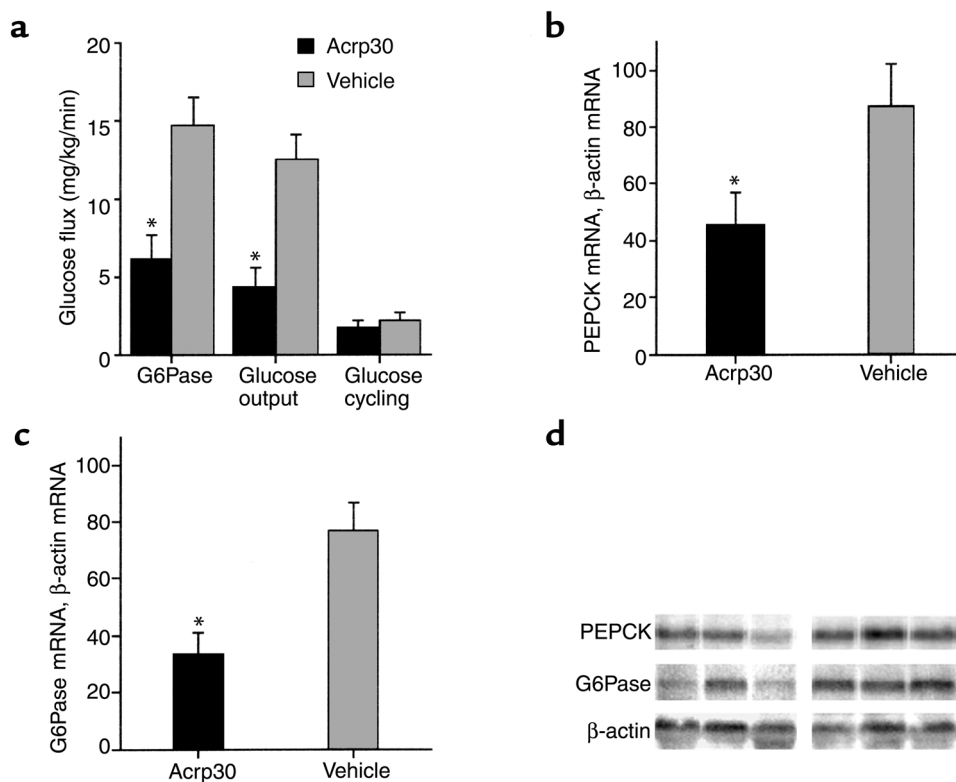 a
20
15
10
5
0
Glucose flux (mg/kg/min)
Acrp30
Vehicle
*
*
G6Pase
Glucose output
Glucose cycling
b
100
80
60
40
20
0
PEPCK mRNA, β-actin mRNA
*
Acrp30
Vehicle
c
100
80
60
40
20
0
G6Pase mRNA, β-actin mRNA
*
Acrp30
Vehicle
d
PEPCK
G6Pase
β-actin